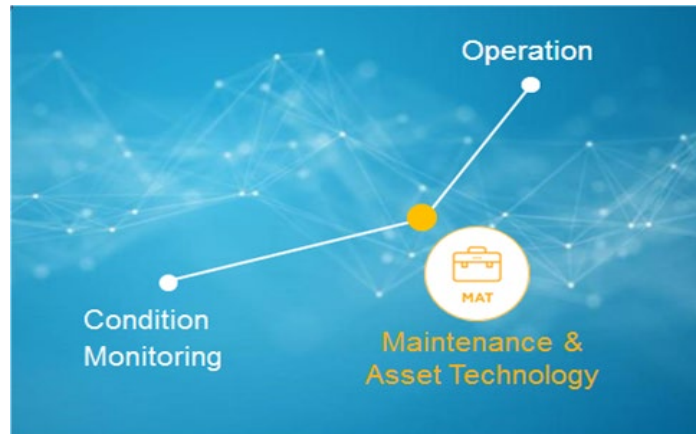 Operation
Condition
Monitoring
MAT
Maintenance &
Asset Technology